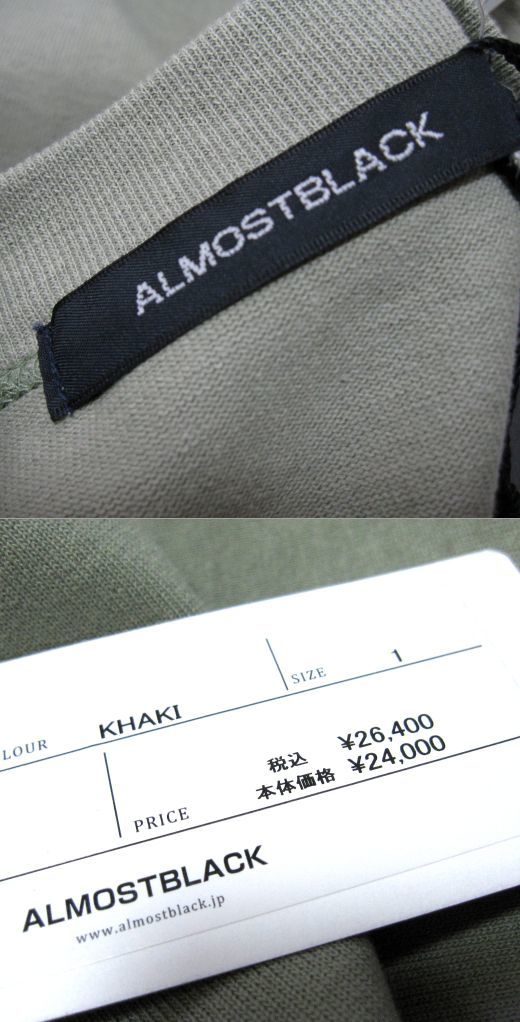 ALMOSTBLACK
LOUR KHAKI SIZE 1
PRICE 税込 ¥26,400
本体価格 ¥24,000
ALMOSTBLACK
www.almostblack.jp